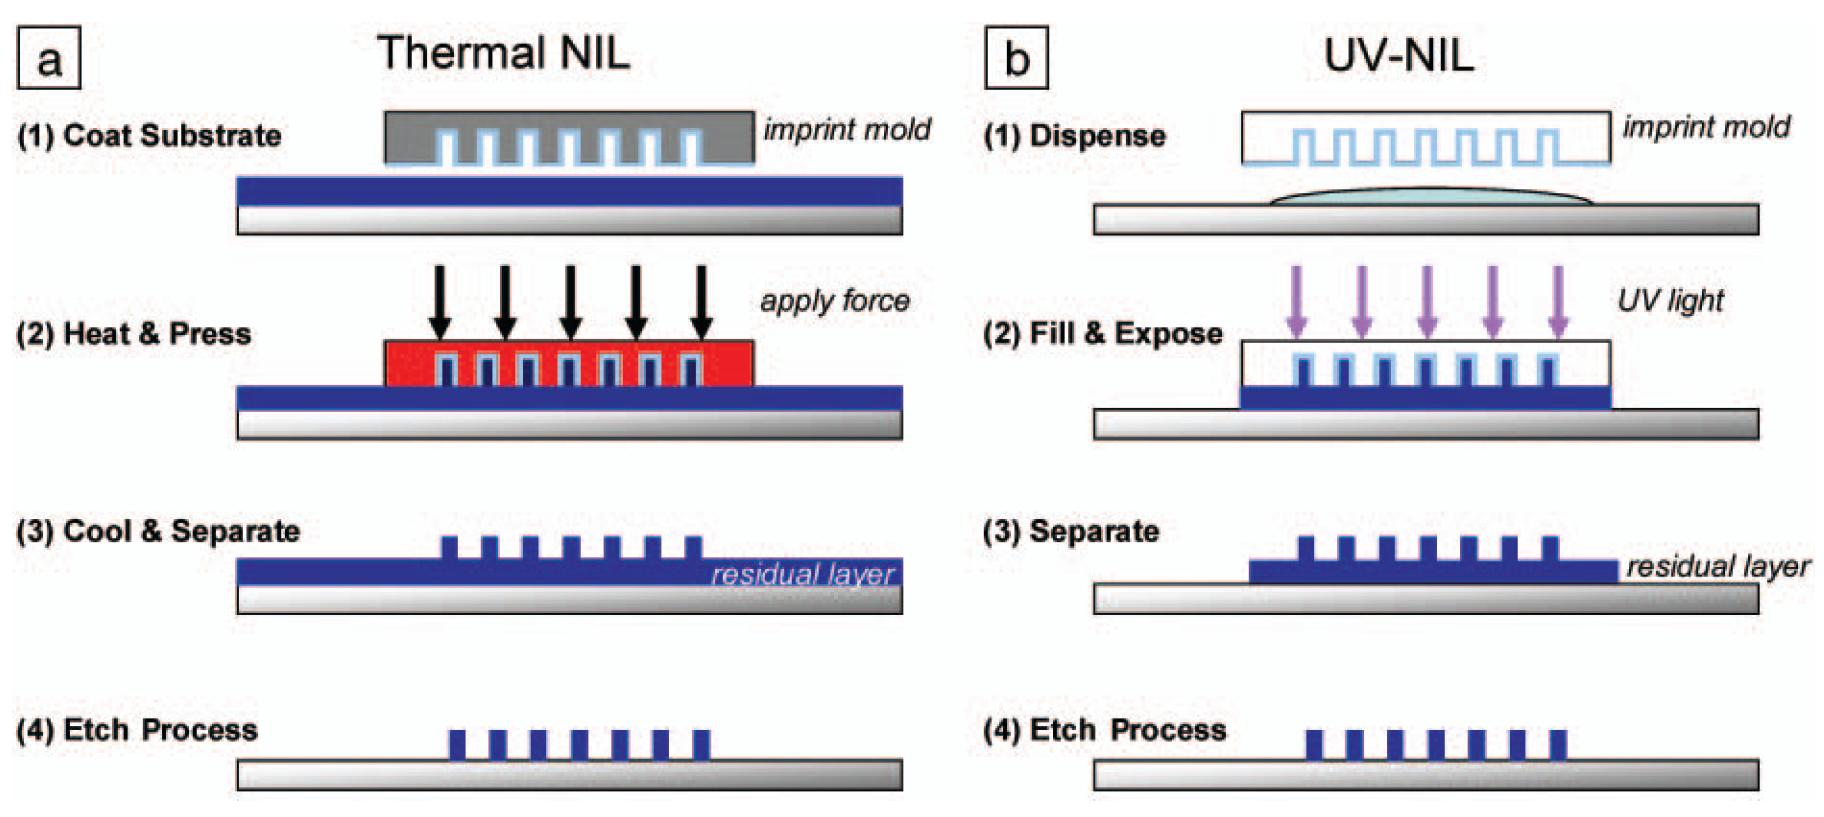 a
Thermal NIL
(1) Coat Substrate
imprint mold
apply force
(2) Heat & Press
(3) Cool & Separate
residual layer
(4) Etch Process
b
UV-NIL
(1) Dispense
imprint mold
UV light
(2) Fill & Expose
(3) Separate
residual layer
(4) Etch Process